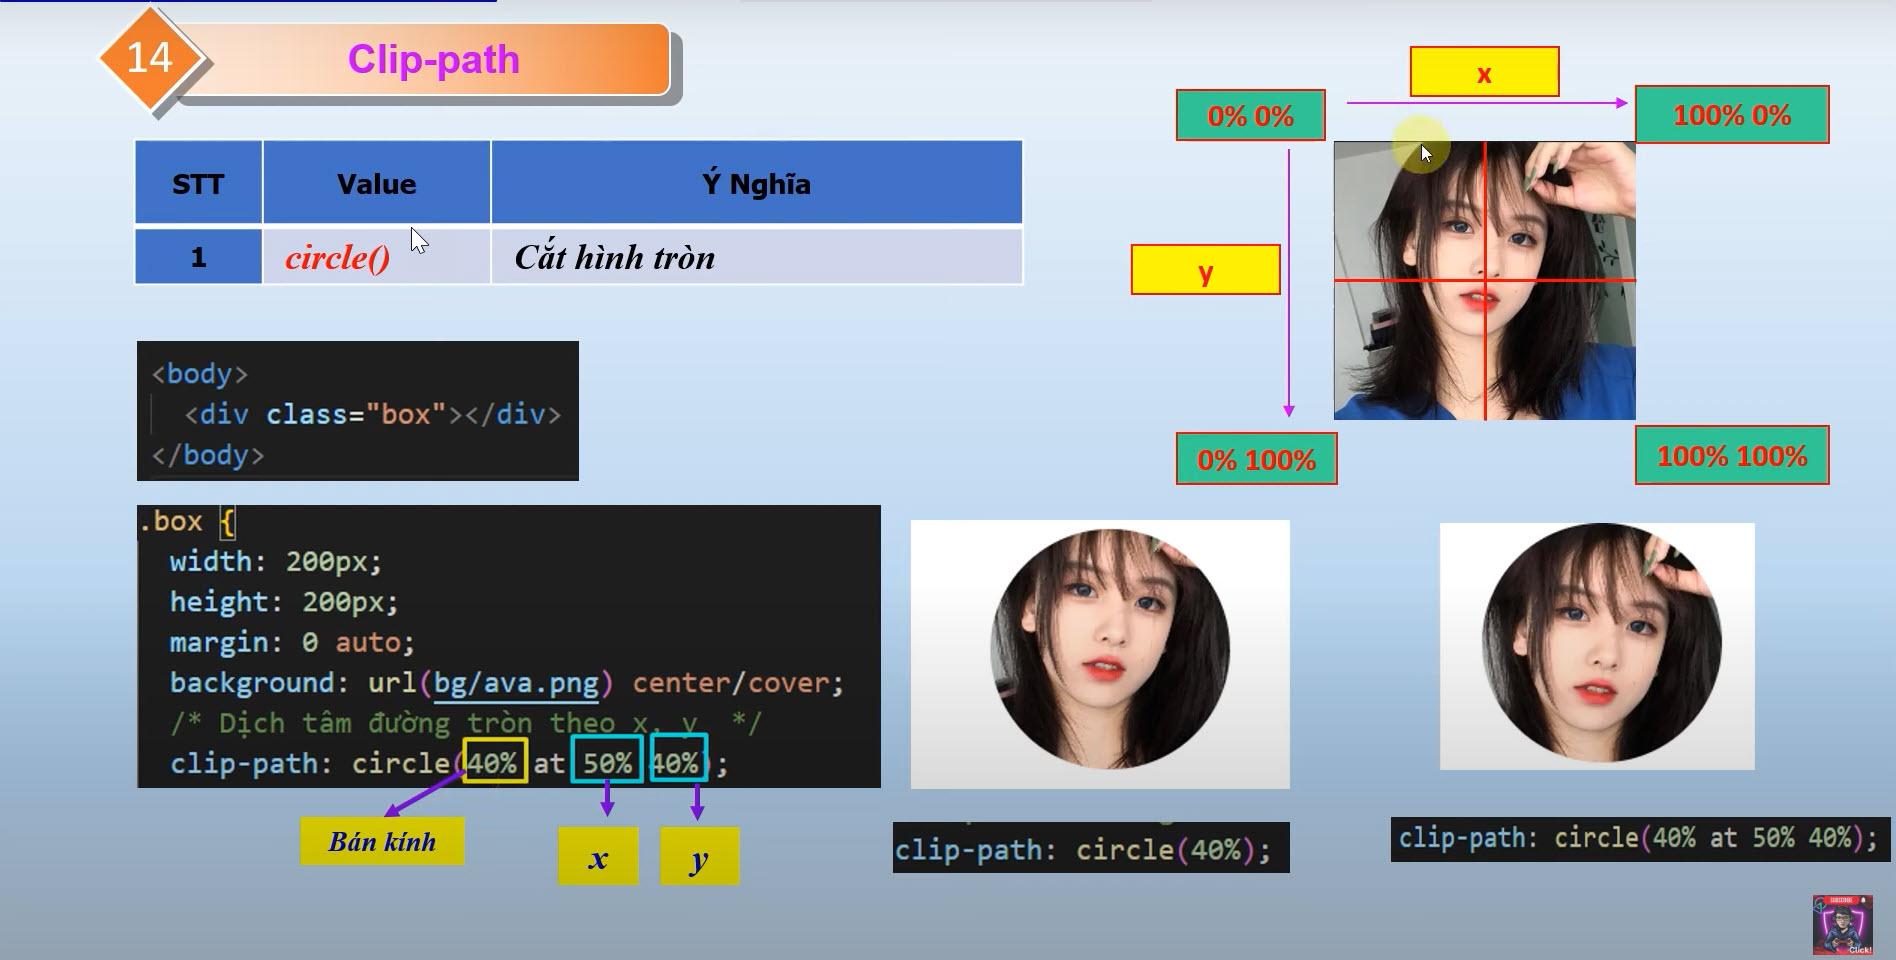 14
Clip-path
STT Value Ý Nghĩa
1 circle() Cắt hình tròn
x
0% 0%
100% 0%
y
0% 100%
100% 100%
<body>
<div class="box"></div>
</body>
.box {
width: 200px;
height: 200px;
margin: 0 auto;
background: url(bg/ava.png) center/cover;
/* Dịch tâm đường tròn theo x, y */
clip-path: circle(40% at 50% 40%);
Bán kính
x
y
clip-path: circle(40%);
clip-path: circle(40% at 50% 40%);
SUBSCRIBE
Click!